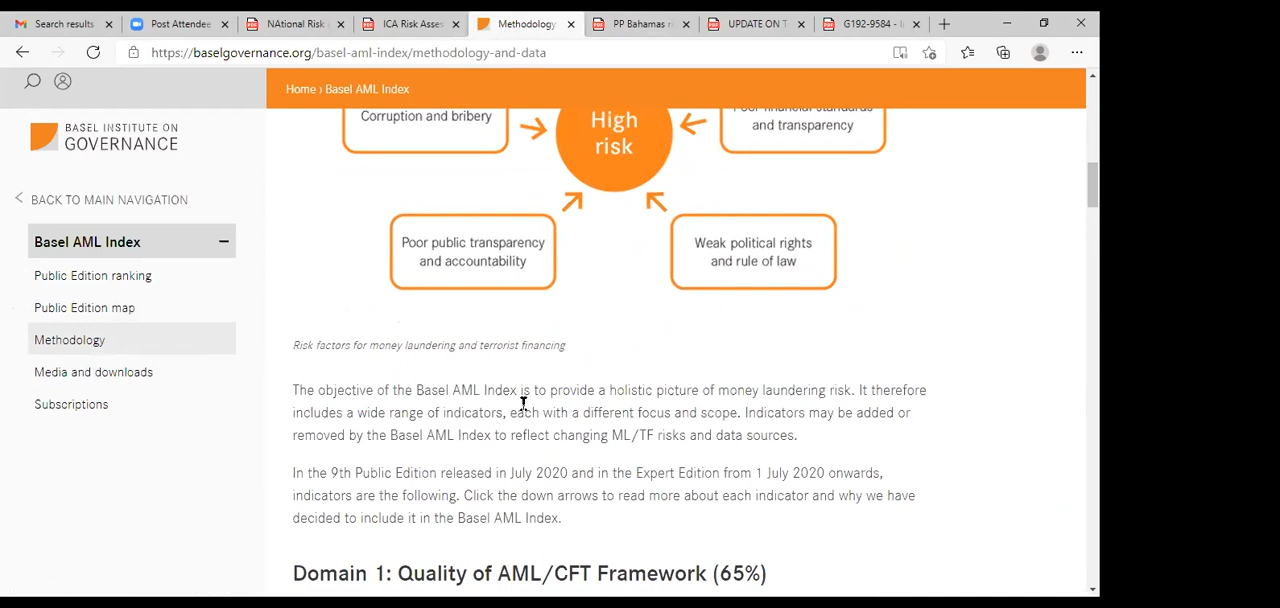 Search results
Post Attendee
NAtional Risk
ICA Risk Asses
Methodology
PP Bahamas ri
UPDATE ON T
G192-9584 -
https://baselgovernance.org/basel-aml-index/methodology-and-data
Home › Basel AML Index
BASEL INSTITUTE ON
GOVERNANCE
BACK TO MAIN NAVIGATION
Basel AML Index
Public Edition ranking
Public Edition map
Methodology
Media and downloads
Subscriptions
Corruption and bribery
High
risk
Poor financial standards
and transparency
Poor public transparency
and accountability
Weak political rights
and rule of law
Risk factors for money laundering and terrorist financing
The objective of the Basel AML Index is to provide a holistic picture of money laundering risk. It therefore
includes a wide range of indicators, each with a different focus and scope. Indicators may be added or
removed by the Basel AML Index to reflect changing ML/TF risks and data sources.
In the 9th Public Edition released in July 2020 and in the Expert Edition from 1 July 2020 onwards,
indicators are the following. Click the down arrows to read more about each indicator and why we have
decided to include it in the Basel AML Index.
Domain 1: Quality of AML/CFT Framework (65%)